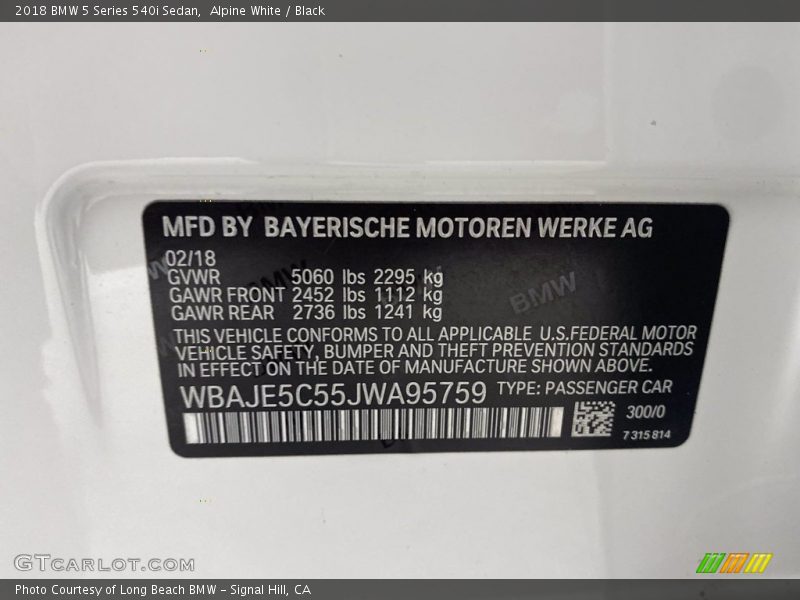 2018 BMW 5 Series 540i Sedan,  Alpine White / Black
MFD BY BAYERISCHE MOTOREN WERKE AG
02/18
GVWR 5060 lbs 2295 kg
GAWR FRONT 2452 lbs 1112 kg
GAWR REAR 2736 lbs 1241 kg
BMW
BMW
THIS VEHICLE CONFORMS TO ALL APPLICABLE U.S.FEDERAL MOTOR
VEHICLE SAFETY, BUMPER AND THEFT PREVENTION STANDARDS
IN EFFECT ON THE DATE OF MANUFACTURE SHOWN ABOVE.
WBAJE5C55JWA95759 TYPE: PASSENGER CAR
300/0
7315814
GTCARLOT.COM
Photo Courtesy of Long Beach BMW - Signal Hill, CA